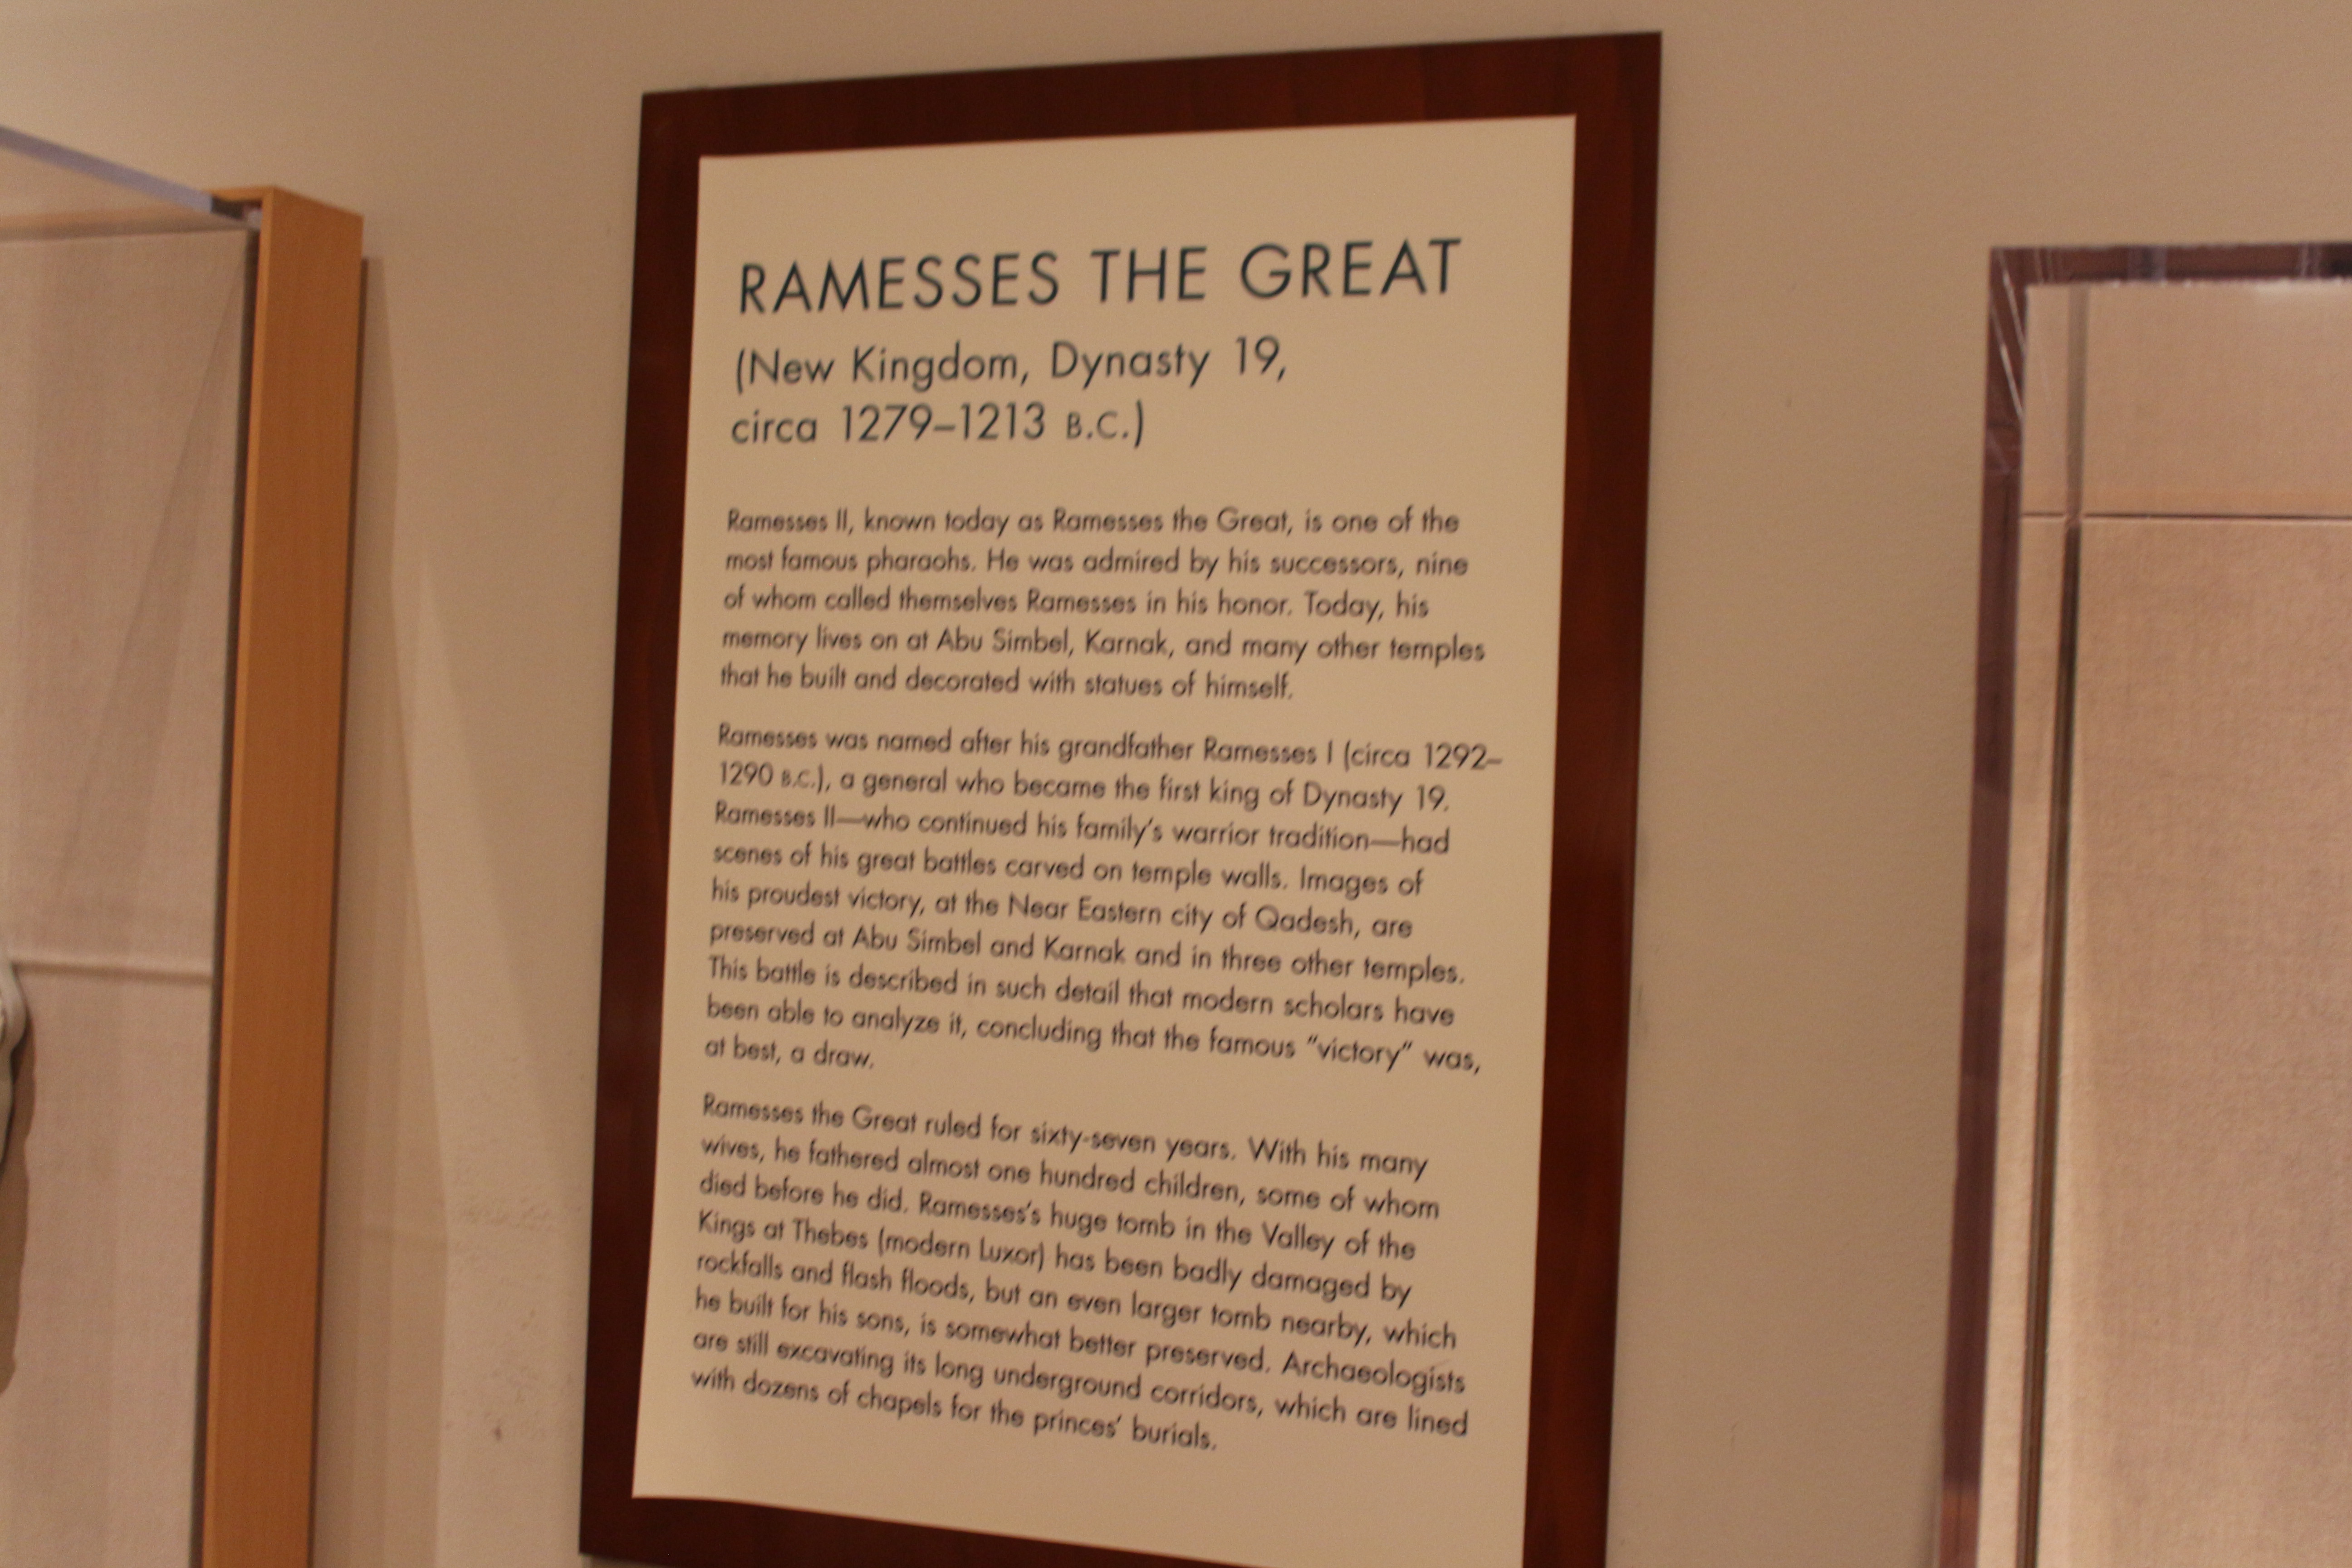 RAMESSES THE GREAT
(New Kingdom, Dynasty 19,
circa 1279–1213 B.C.)
Ramesses II, known today as Ramesses the Great, is one of the
most famous pharaohs. He was admired by his successors, nine
of whom called themselves Ramesses in his honor. Today, his
memory lives on at Abu Simbel, Karnak, and many other temples
that he built and decorated with statues of himself.
Ramesses was named after his grandfather Ramesses I (circa 1292–
1290 B.C.), a general who became the first king of Dynasty 19.
Ramesses II—who continued his family's warrior tradition—had
scenes of his great battles carved on temple walls. Images of
his proudest victory, at the Near Eastern city of Qadesh, are
preserved at Abu Simbel and Karnak and in three other temples.
This battle is described in such detail that modern scholars have
been able to analyze it, concluding that the famous "victory" was,
at best, a draw.
Ramesses the Great ruled for sixty-seven years. With his many
wives, he fathered almost one hundred children, some of whom
died before he did. Ramesses's huge tomb in the Valley of the
Kings at Thebes (modern Luxor) has been badly damaged by
rockfalls and flash floods, but an even larger tomb nearby, which
he built for his sons, is somewhat better preserved. Archaeologists
are still excavating its long underground corridors, which are lined
with dozens of chapels for the princes' burials.